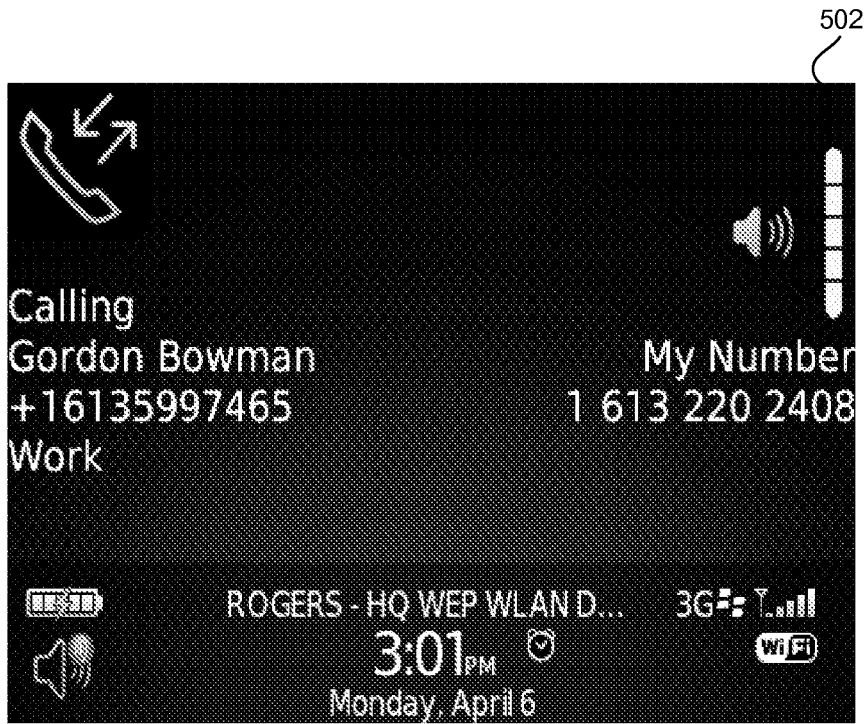 502
Calling
Gordon Bowman
My Number
+16135997465
1 613 220 2408
Work
ROGERS - HQ WEP WLAN D...
3G
3:01PM
WiFi
Monday, April 6